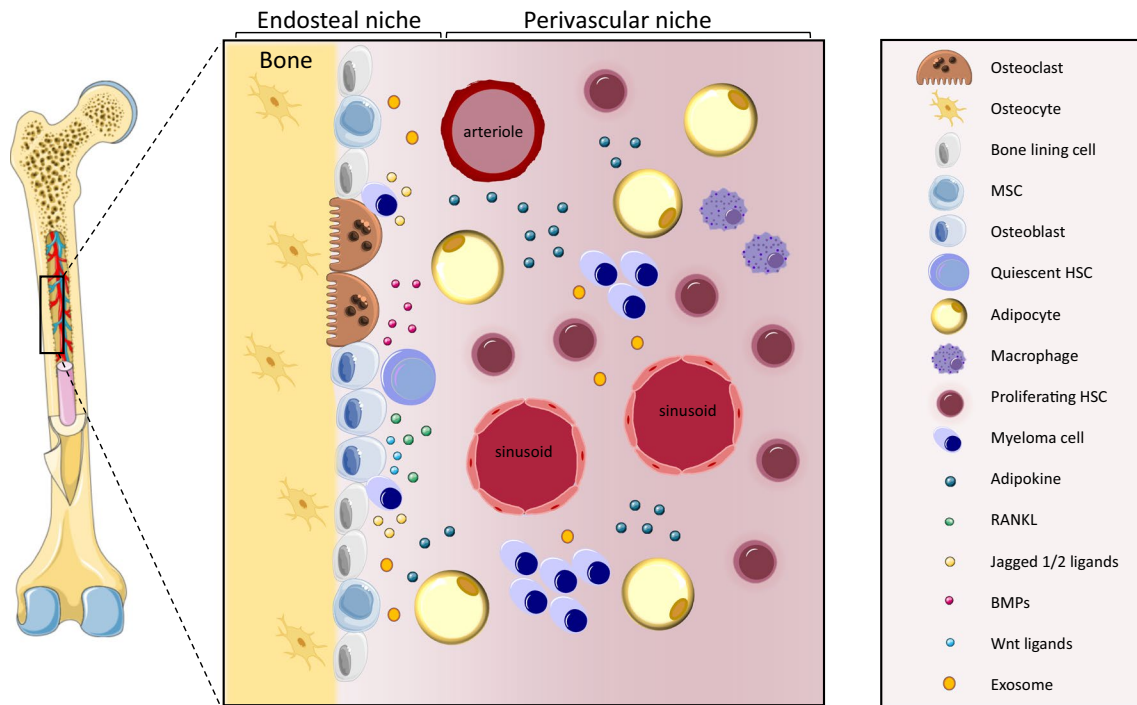 Endosteal niche
Perivascular niche
Bone
arteriole
sinusoid
sinusoid
Osteoclast
Osteocyte
Bone lining cell
MSC
Osteoblast
Quiescent HSC
Adipocyte
Macrophage
Proliferating HSC
Myeloma cell
Adipokine
RANKL
Jagged 1/2 ligands
BMPs
Wnt ligands
Exosome